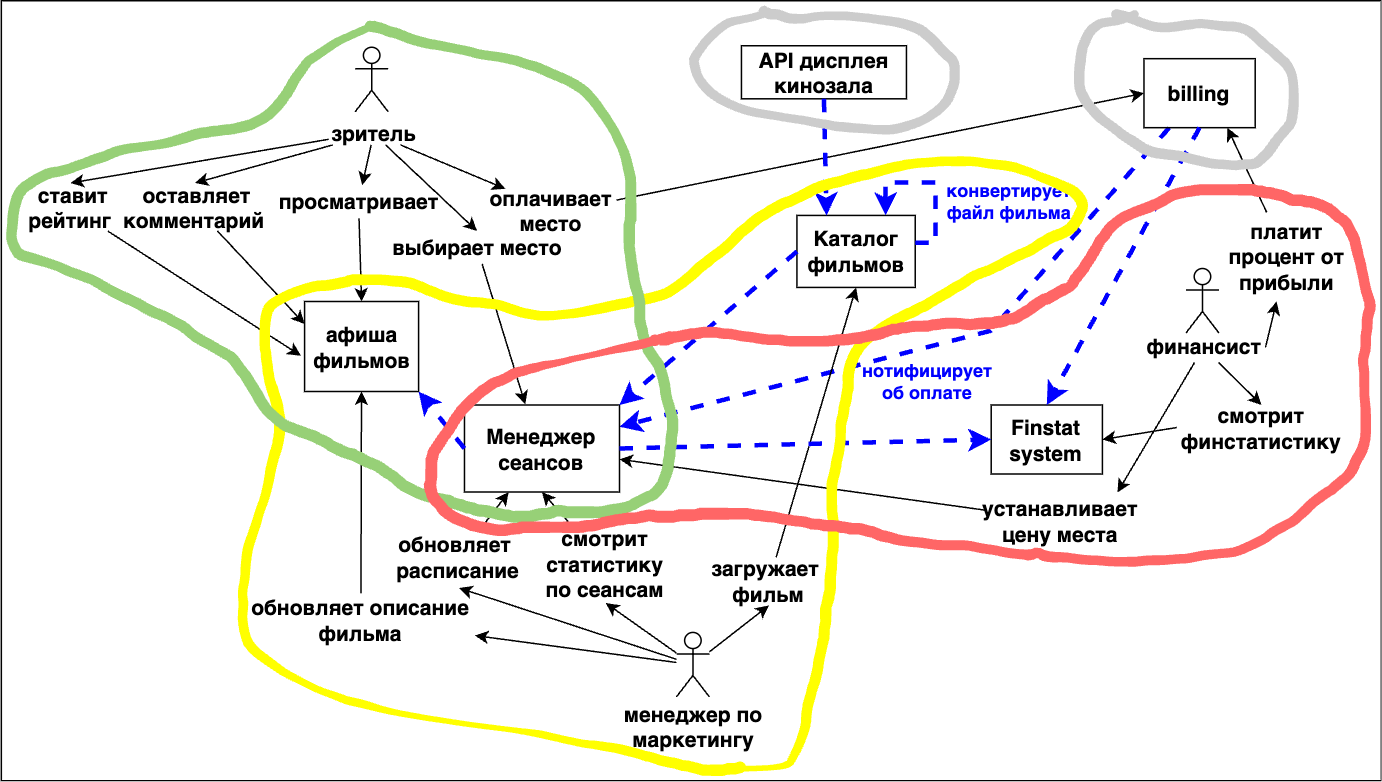 API дисплея
кинозала
billing
зритель
ставит
рейтинг
оставляет
комментарий
просматривает
оплачивает
место
выбирает место
конвертирует
файл фильма
Каталог
фильмов
платит
процент от
прибыли
афиша
фильмов
финансист
нотифицирует
об оплате
смотрит
финстатистику
Менеджер
сеансов
Finstat
system
устанавливает
цену места
обновляет
расписание
смотрит
статистику
по сеансам
загружает
фильм
обновляет описание
фильма
менеджер по
маркетингу